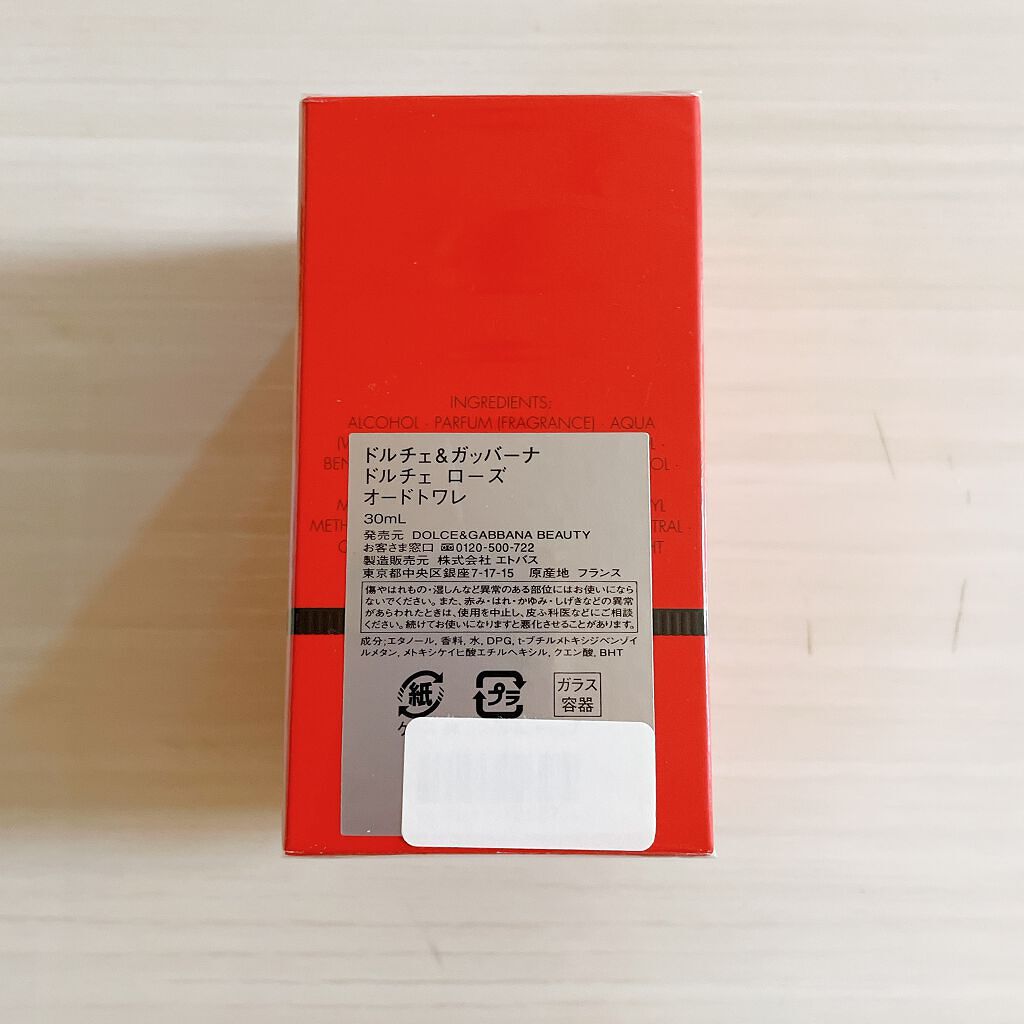 INGREDIENTS:
ALCOHOL · PARFUM (FRAGRANCE) · AQUA
ドルチェ&ガッバーナ
ドルチェ ローズ
オードトワレ
30mL
発売元 DOLCE&GABBANA BEAUTY
お客さま窓口 0120-500-722
製造販売元 株式会社 エトバス
東京都中央区銀座7-17-15 原産地 フランス
傷やはれもの・湿しんなど異常のある部位にはお使いになら
ないでください。また、赤み・はれ・かゆみ・しげきなどの異常
があらわれたときは、使用を中止し、皮ふ科医などにご相談
ください。続けてお使いになりますと悪化させることがあります。
成分;エタノール, 香料, 水, DPG, t-ブチルメトキシジベンゾイ
ルメタン, メトキシケイヒ酸エチルヘキシル, クエン酸, BHT
紙 プラ ガラス
容器